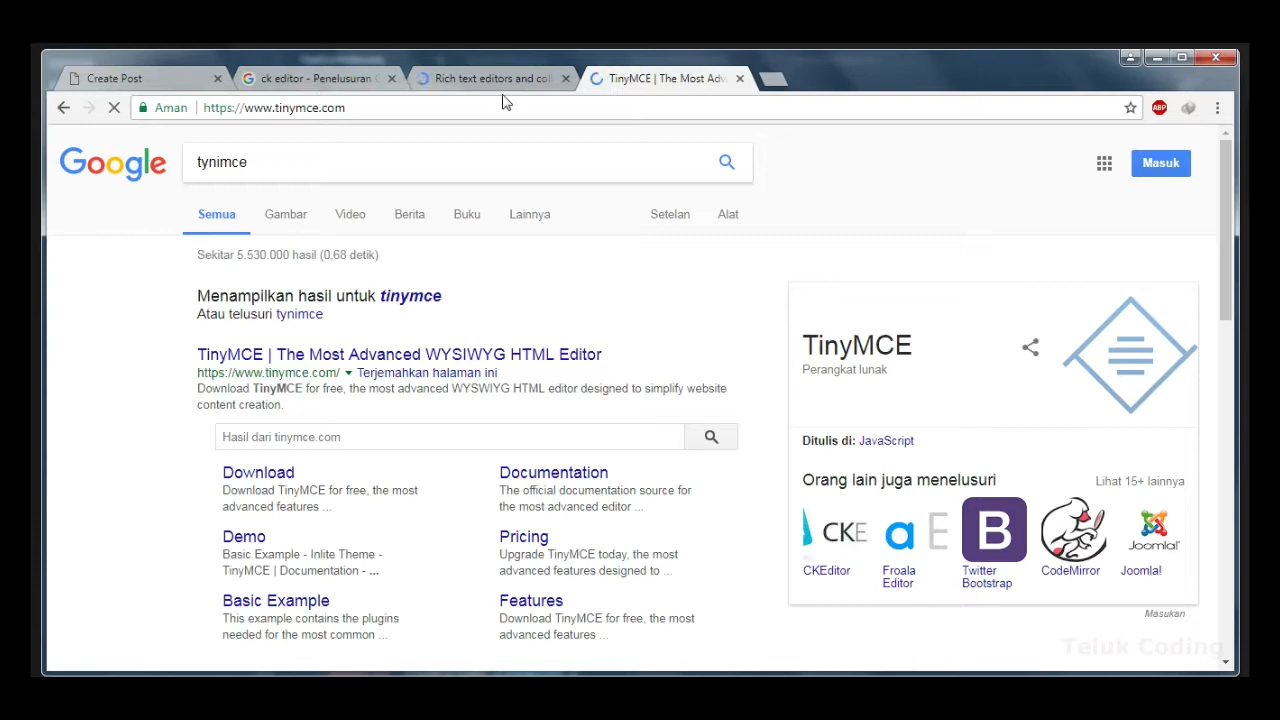 Create Post
ck editor - Penelusuran G
Rich text editors and coll
TinyMCE | The Most Adv
Aman
https://www.tinymce.com
ABP
Google
tynimce
Masuk
Semua
Gambar
Video
Berita
Buku
Lainnya
Setelan
Alat
Sekitar 5.530.000 hasil (0,68 detik)
Menampilkan hasil untuk tinymce
Atau telusuri tynimce
TinyMCE | The Most Advanced WYSIWYG HTML Editor
https://www.tinymce.com/ Terjemahkan halaman ini
Download TinyMCE for free, the most advanced WYSWIYG HTML editor designed to simplify website
content creation.
Hasil dari tinymce.com
Download
Download TinyMCE for free, the most
advanced features ...
Documentation
The official documentation source for
the most advanced editor ...
Demo
Basic Example - Inlite Theme -
TinyMCE | Documentation - ...
Pricing
Upgrade TinyMCE today, the most
advanced features designed to ...
Basic Example
This example contains the plugins
needed for the most common ...
Features
Download TinyMCE for free, the most
advanced features ...
TinyMCE
Perangkat lunak
Ditulis di: JavaScript
Orang lain juga menelusuri
Lihat 15+ lainnya
CKE
a E
B
Joomla!
CKEditor
Froala
Editor
Twitter
Bootstrap
CodeMirror
Joomla!
Masukan
Teluk Coding